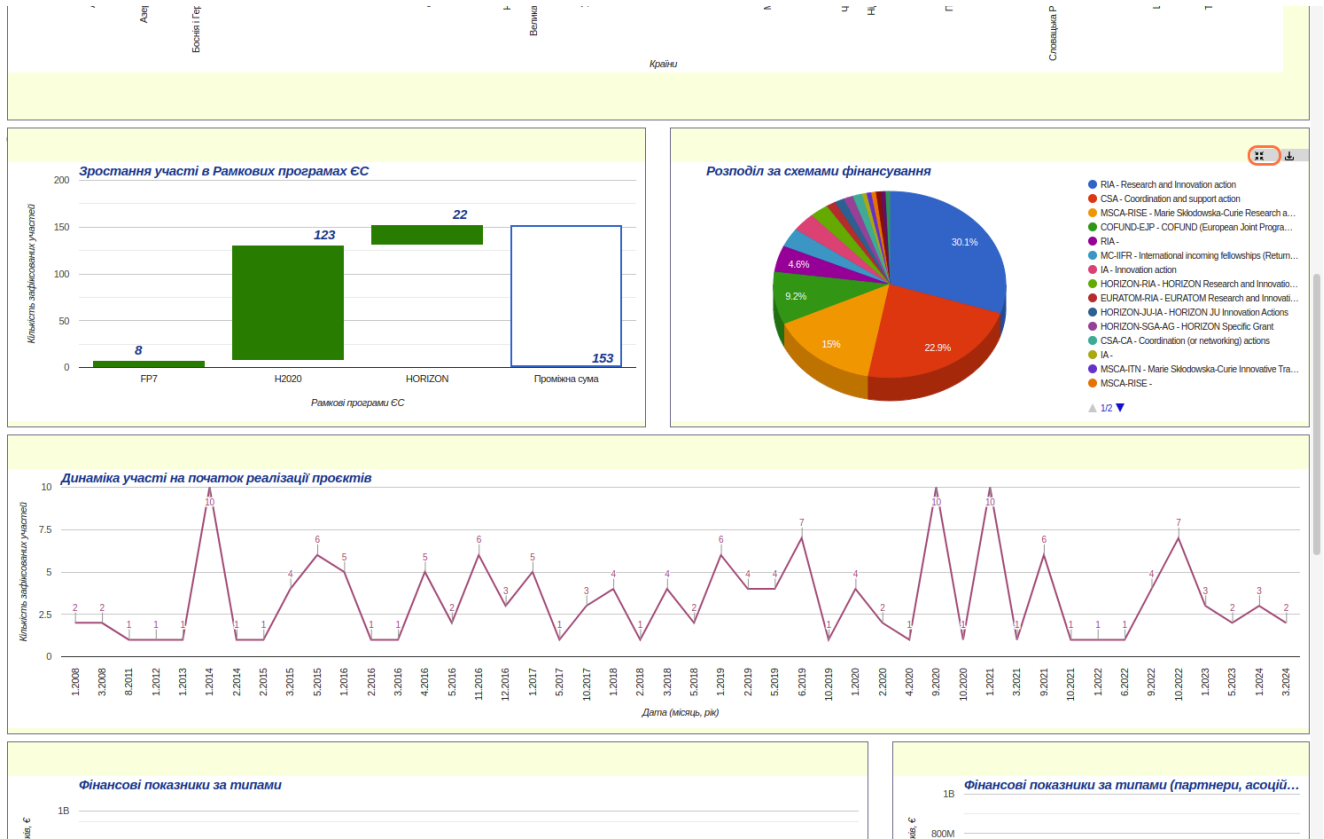 Азер
Боснія і Гер
Велика
Словацька Р
Країни
Зростання участі в Рамкових програмах ЄС
Кількість зафіксованих участей
200
150
100
50
0
8
123
22
153
FP7
H2020
HORIZON
Проміжна сума
Рамкові програми ЄС
Розподіл за схемами фінансування
30.1%
22.9%
15%
9.2%
4.6%
RIA - Research and Innovation action
CSA - Coordination and support action
MSCA-RISE - Marie Skłodowska-Curie Research a…
COFUND-EJP - COFUND (European Joint Progra…
RIA -
MC-IIFR - International incoming fellowships (Return…
IA - Innovation action
HORIZON-RIA - HORIZON Research and Innovatio…
EURATOM-RIA - EURATOM Research and Innovati…
HORIZON-JU-IA - HORIZON JU Innovation Actions
HORIZON-SGA-AG - HORIZON Specific Grant
CSA-CA - Coordination (or networking) actions
IA -
MSCA-ITN - Marie Skłodowska-Curie Innovative Tra…
MSCA-RISE -
1/2
Динаміка участі на початок реалізації проєктів
Кількість зафіксованих участей
10
7.5
5
2.5
0
2 2 1 1 1 10 1 1 4 6 5 1 1 5 2 6 3 5 1 3 4 1 4 2 6 4 4 7 1 4 2 1 10 1 10 1 6 1 1 1 4 7 3 2 3 2
1.2008 3.2008 8.2011 1.2012 1.2013 1.2014 2.2014 2.2015 3.2015 5.2015 1.2016 2.2016 3.2016 4.2016 5.2016 11.2016 12.2016 1.2017 5.2017 10.2017 1.2018 2.2018 3.2018 5.2018 1.2019 2.2019 5.2019 6.2019 10.2019 1.2020 2.2020 4.2020 9.2020 10.2020 1.2021 3.2021 9.2021 10.2021 1.2022 6.2022 9.2022 10.2022 1.2023 5.2023 1.2024 3.2024
Дата (місяць, рік)
Фінансові показники за типами
1B
ків, €
Фінансові показники за типами (партнери, асоцій…
1B
800M
ків, €